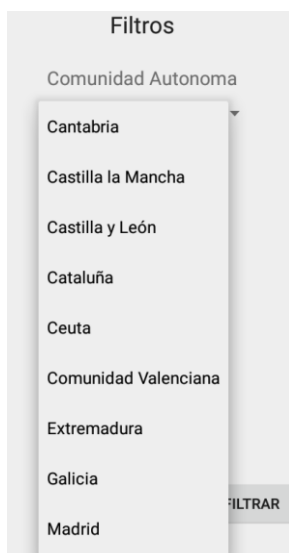 Filtros
Comunidad Autonoma
Cantabria
Castilla la Mancha
Castilla y León
Cataluña
Ceuta
Comunidad Valenciana
Extremadura
Galicia
FILTRAR
Madrid